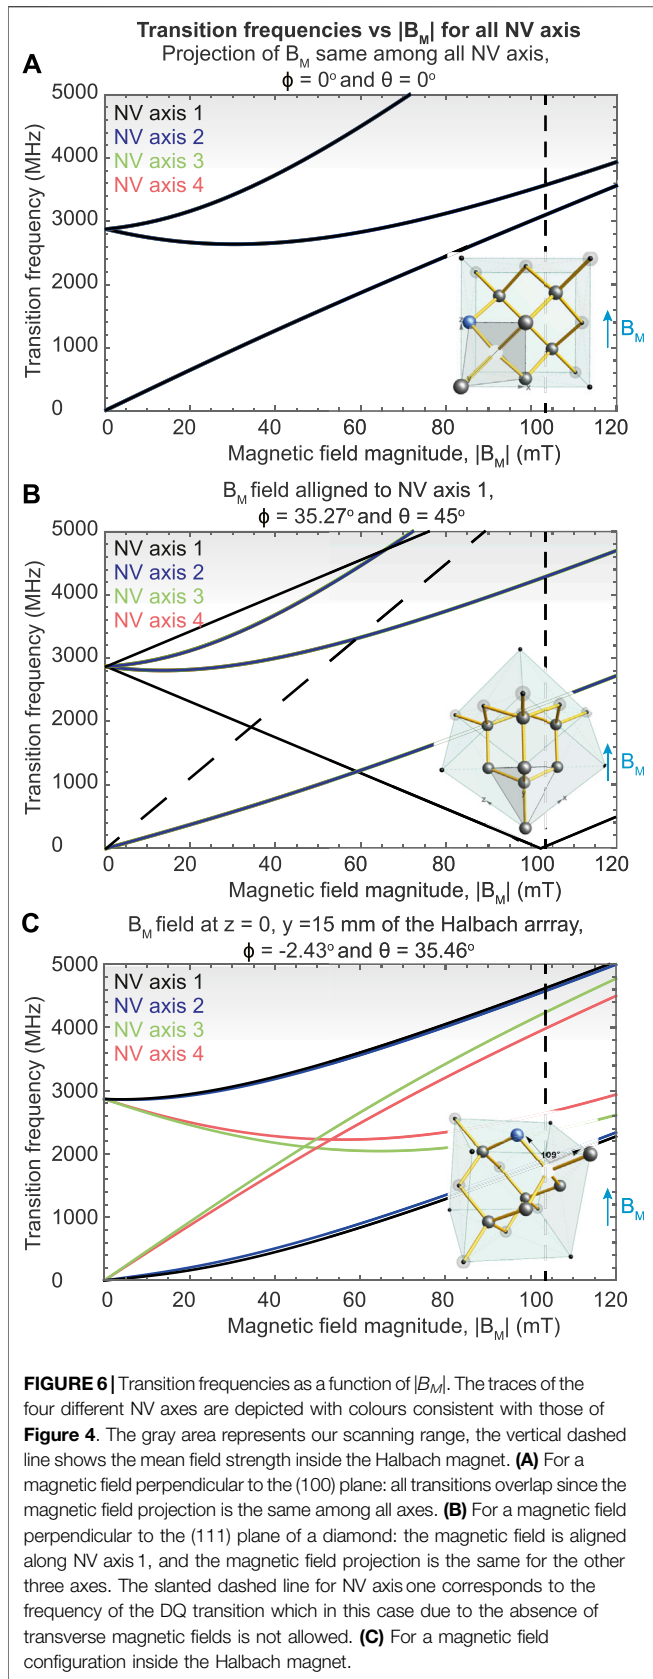 Transition frequencies vs |B_M| for all NV axis
A
Projection of B_M same among all NV axis,
ϕ = 0° and θ = 0°
5000
4000
3000
2000
1000
0
Transition frequency (MHz)
NV axis 1
NV axis 2
NV axis 3
NV axis 4
z
x
B_M
0
20
40
60
80
100
120
Magnetic field magnitude, |B_M| (mT)
B
B_M field alligned to NV axis 1,
ϕ = 35.27° and θ = 45°
5000
4000
3000
2000
1000
0
Transition frequency (MHz)
NV axis 1
NV axis 2
NV axis 3
NV axis 4
z
x
B_M
0
20
40
60
80
100
120
Magnetic field magnitude, |B_M| (mT)
C
B_M field at z = 0, y =15 mm of the Halbach arrray,
ϕ = -2.43° and θ = 35.46°
5000
4000
3000
2000
1000
0
Transition frequency (MHz)
NV axis 1
NV axis 2
NV axis 3
NV axis 4
109°
B_M
0
20
40
60
80
100
120
Magnetic field magnitude, |B_M| (mT)
FIGURE 6 | Transition frequencies as a function of |B_M|. The traces of the
four different NV axes are depicted with colours consistent with those of
Figure 4. The gray area represents our scanning range, the vertical dashed
line shows the mean field strength inside the Halbach magnet. (A) For a
magnetic field perpendicular to the (100) plane: all transitions overlap since the
magnetic field projection is the same among all axes. (B) For a magnetic field
perpendicular to the (111) plane of a diamond: the magnetic field is aligned
along NV axis 1, and the magnetic field projection is the same for the other
three axes. The slanted dashed line for NV axis one corresponds to the
frequency of the DQ transition which in this case due to the absence of
transverse magnetic fields is not allowed. (C) For a magnetic field
configuration inside the Halbach magnet.